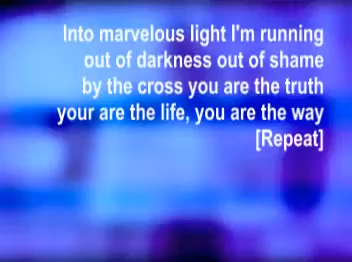 Into marvelous light I'm running
out of darkness out of shame
by the cross you are the truth
your are the life, you are the way
[Repeat]